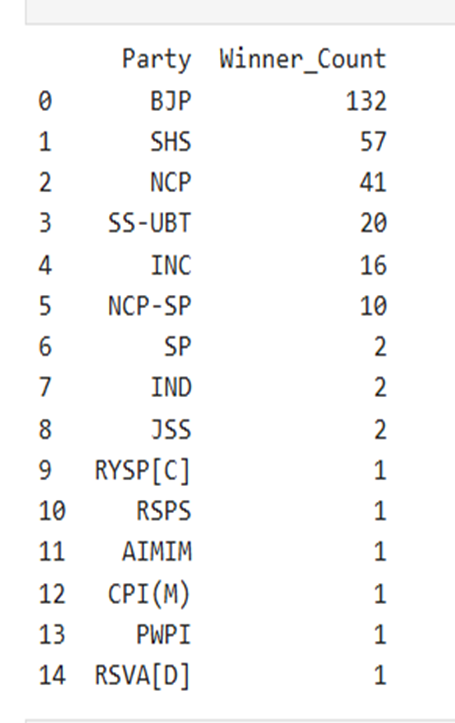 Party Winner_Count
0 BJP 132
1 SHS 57
2 NCP 41
3 SS-UBT 20
4 INC 16
5 NCP-SP 10
6 SP 2
7 IND 2
8 JSS 2
9 RYSP[C] 1
10 RSPS 1
11 AIMIM 1
12 CPI(M) 1
13 PWPI 1
14 RSVA[D] 1